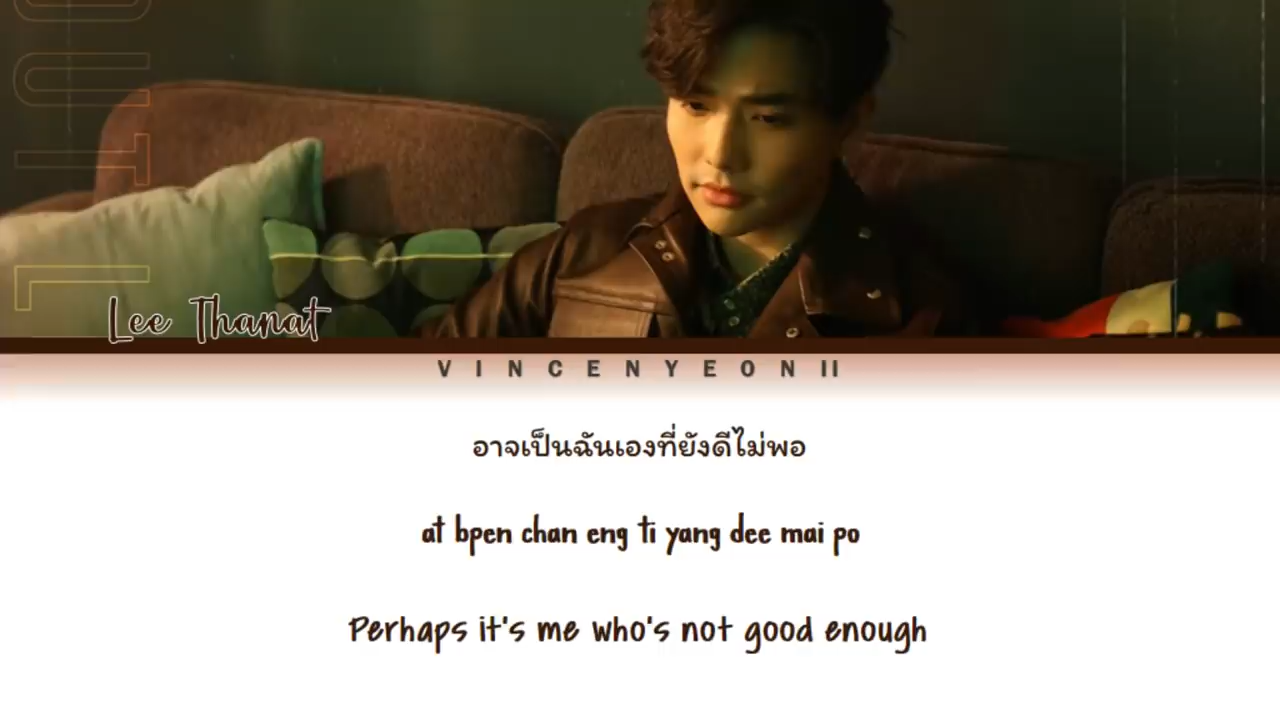 Lee Thanat
VINCENYEONII
อาจเป็นฉันเองที่ยังดีไม่พอ
at bpen chan eng ti yang dee mai po
Perhaps it's me who's not good enough